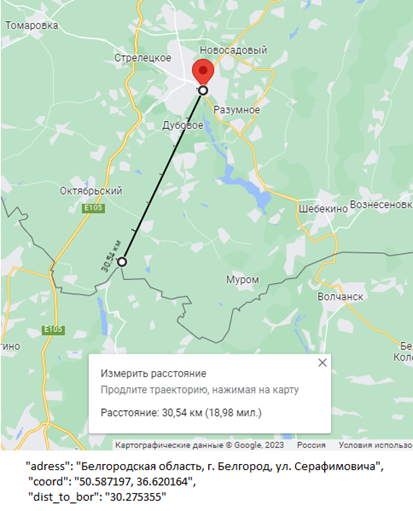 Томаровка
Новосадовый
Стрелецкое
Разумное
Дубовое
Октябрьский
E105
Шебекино
Вознесеновк
30,54 км
Муром
Волчанск
E105
Бе
Коло
тино
Измерить расстояние
Продлите траекторию, нажимая на карту
Расстояние: 30,54 км (18,98 мил.)
Картографические данные © Google, 2023 Россия Условия использо
"adress": "Белгородская область, г. Белгород, ул. Серафимовича",
"coord": "50.587197, 36.620164",
"dist_to_bor": "30.275355"